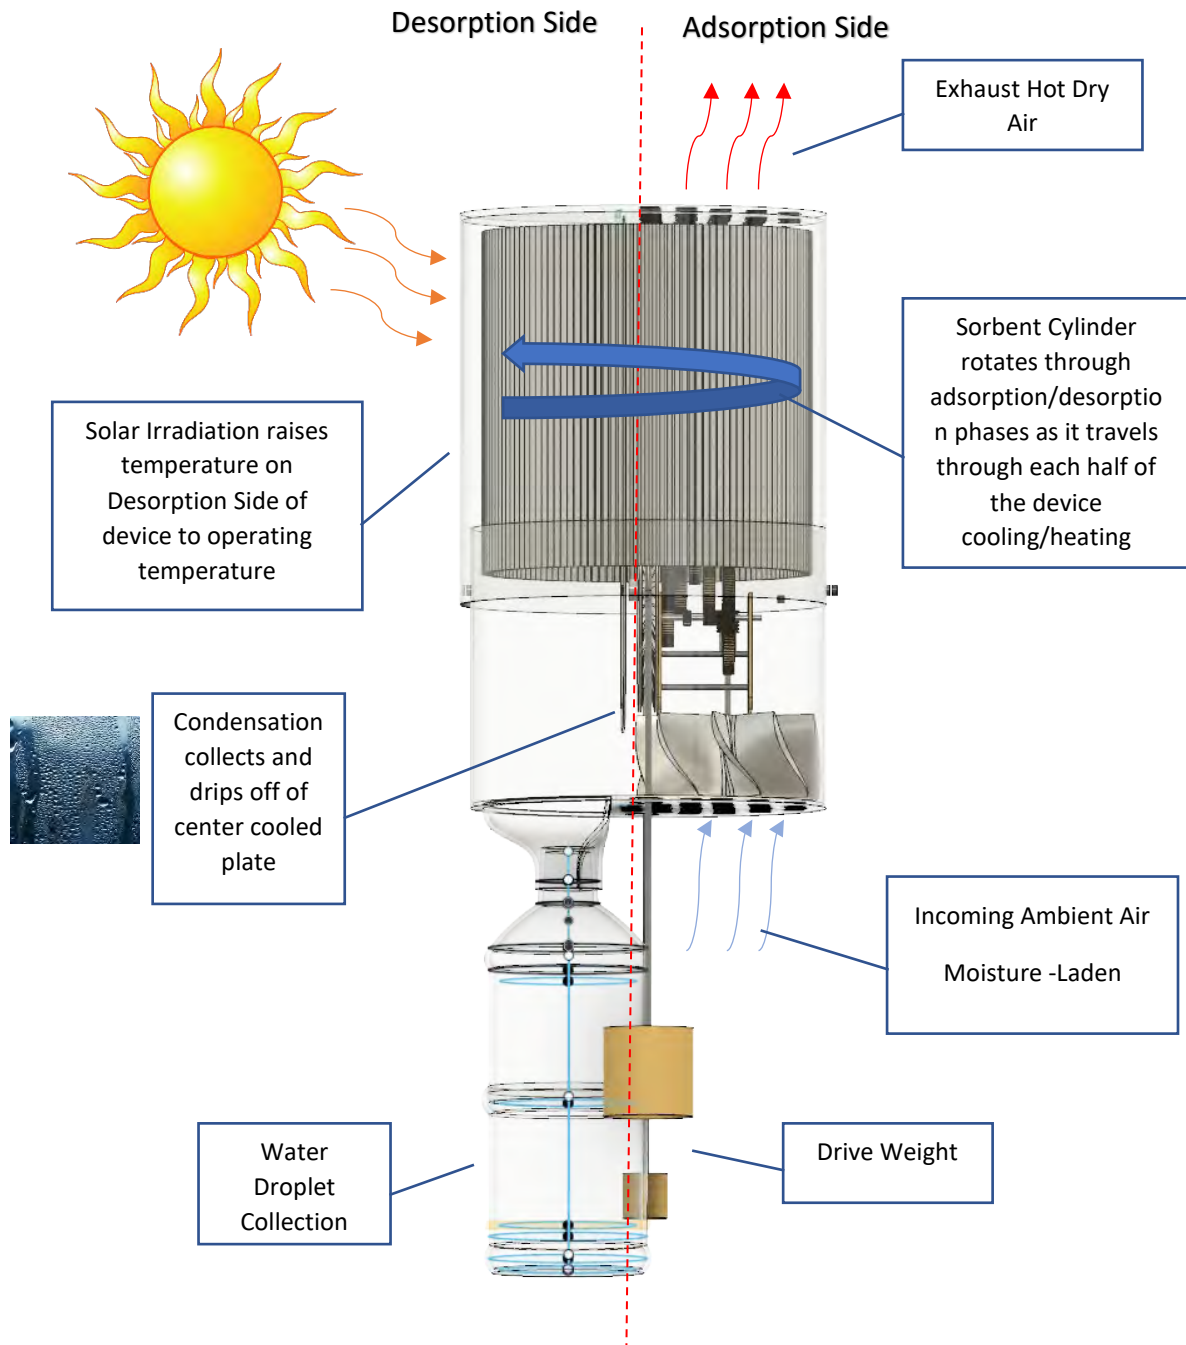 Desorption Side
Adsorption Side
Exhaust Hot Dry
Air
Sorbent Cylinder
rotates through
adsorption/desorptio
n phases as it travels
through each half of
the device
cooling/heating
Solar Irradiation raises
temperature on
Desorption Side of
device to operating
temperature
Condensation
collects and
drips off of
center cooled
plate
Incoming Ambient Air
Moisture -Laden
Water
Droplet
Collection
Drive Weight